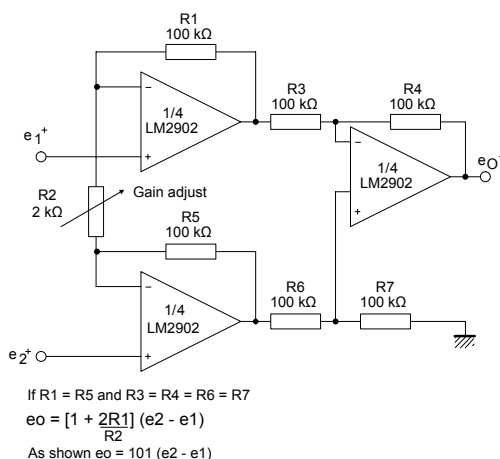 R1
100 kΩ
R3
100 kΩ
R4
100 kΩ
1/4
LM2902
e1+
1/4
LM2902
eO
R2
2 kΩ
Gain adjust
R5
100 kΩ
R6
100 kΩ
R7
100 kΩ
1/4
LM2902
e2+
If R1 = R5 and R3 = R4 = R6 = R7
eo = [1 + 2R1] (e2 - e1)
R2
As shown eo = 101 (e2 - e1)